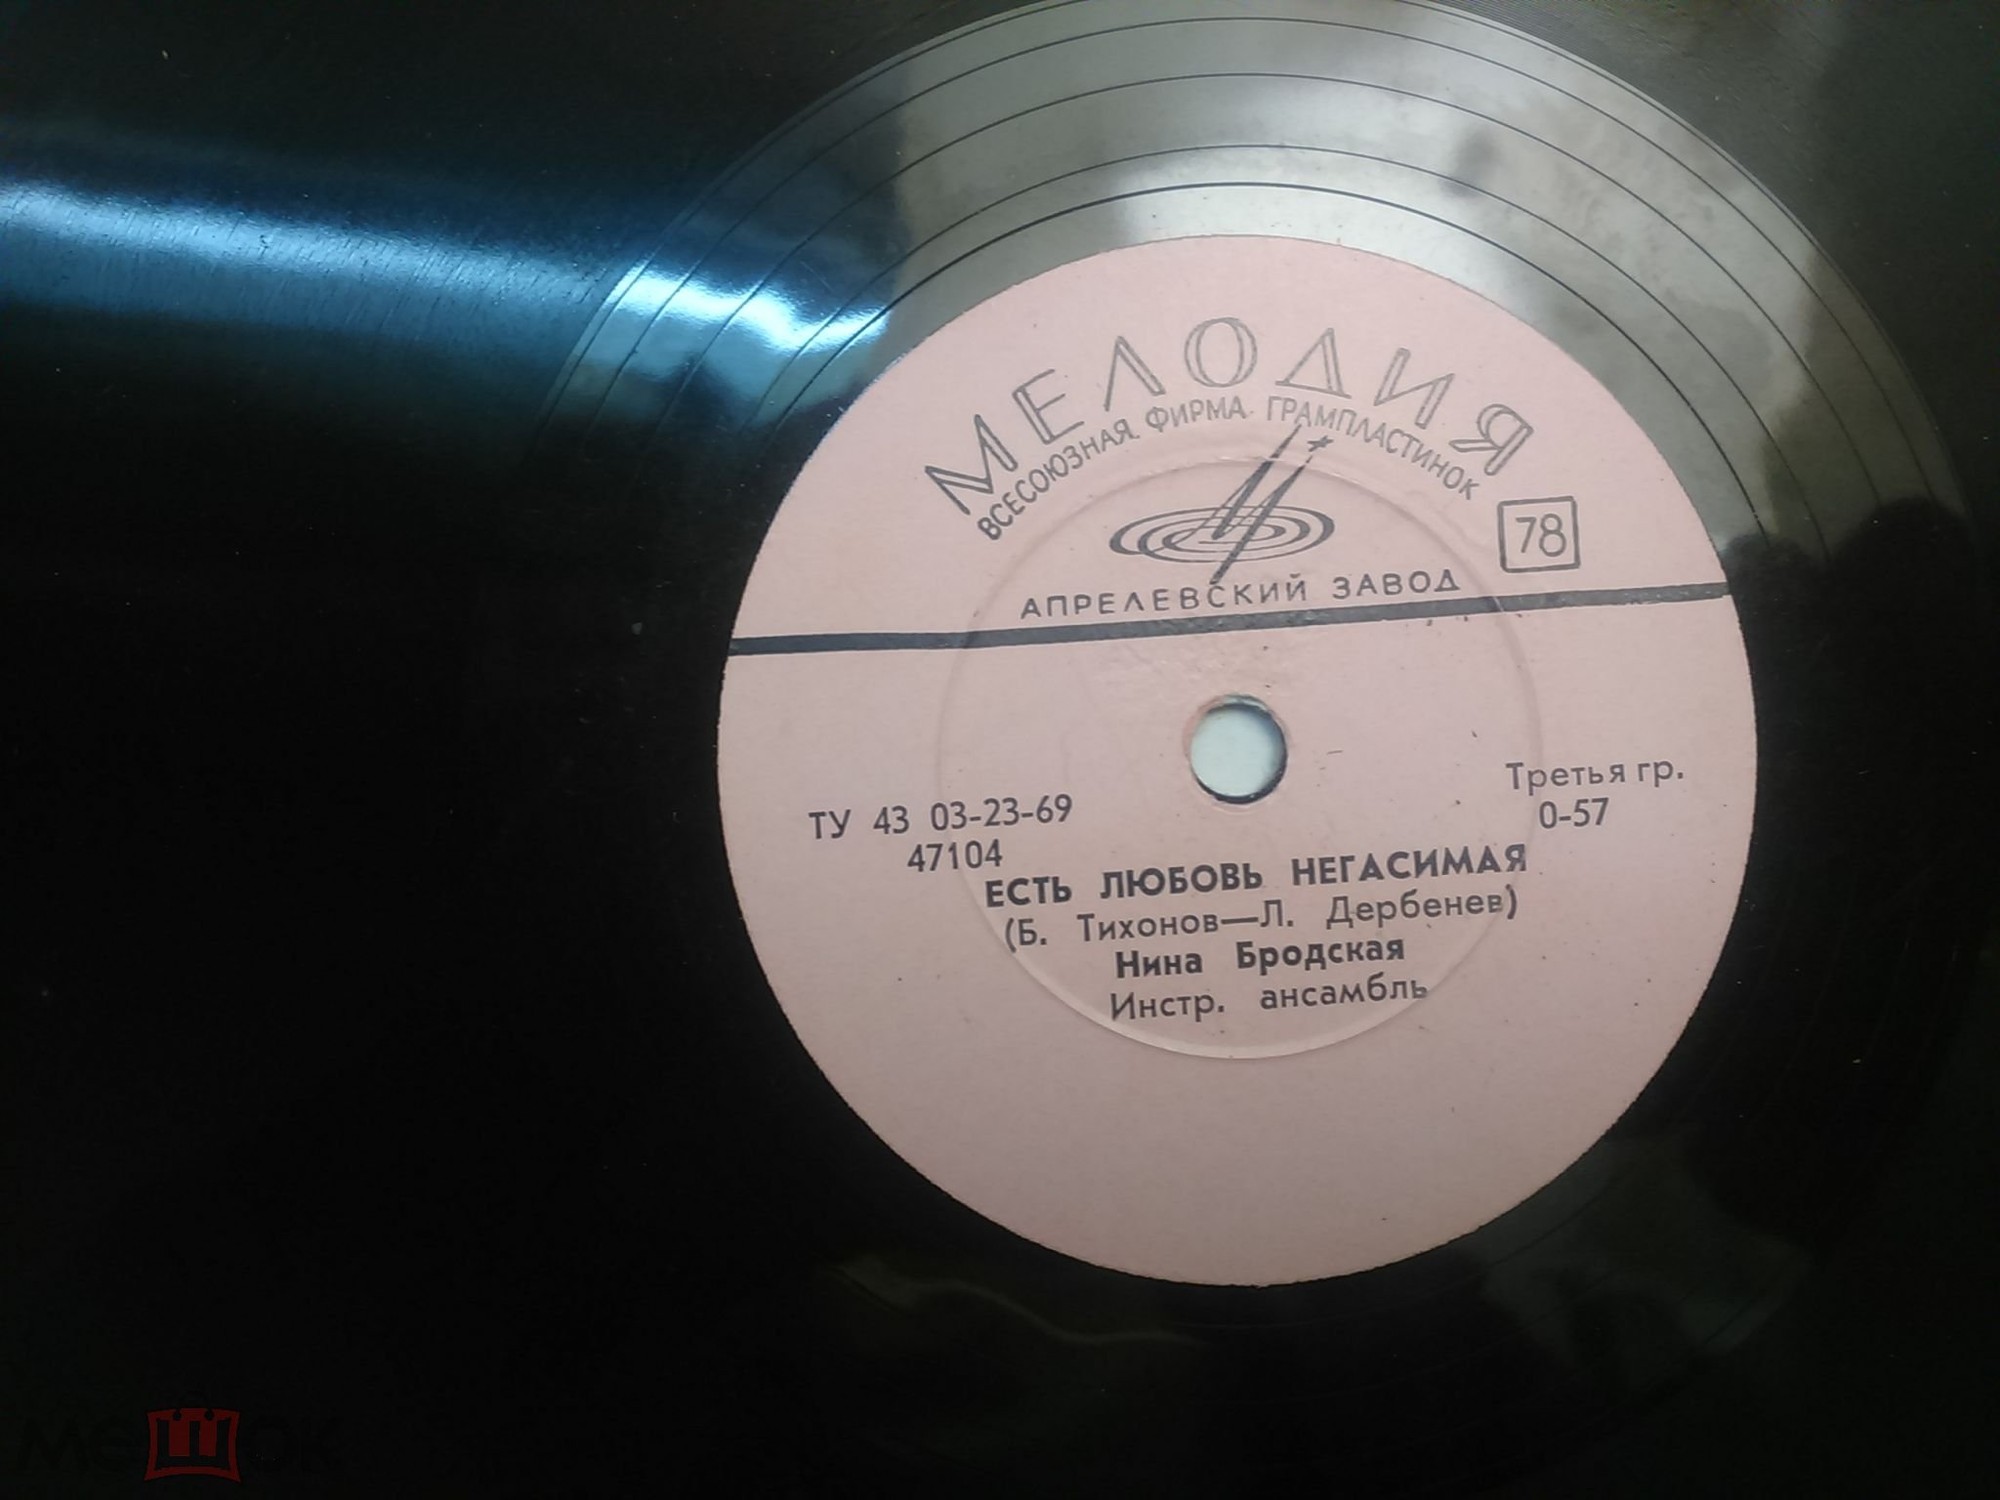 МЕЛОДИЯ
ВСЕСОЮЗНАЯ ФИРМА ГРАМПЛАСТИНОК
78
АПРЕЛЕВСКИЙ ЗАВОД
Третья гр.
ТУ 43 03-23-69
0-57
47104
ЕСТЬ ЛЮБОВЬ НЕГАСИМАЯ
(Б. Тихонов—Л. Дербенев)
Нина Бродская
Инстр. ансамбль
мешок